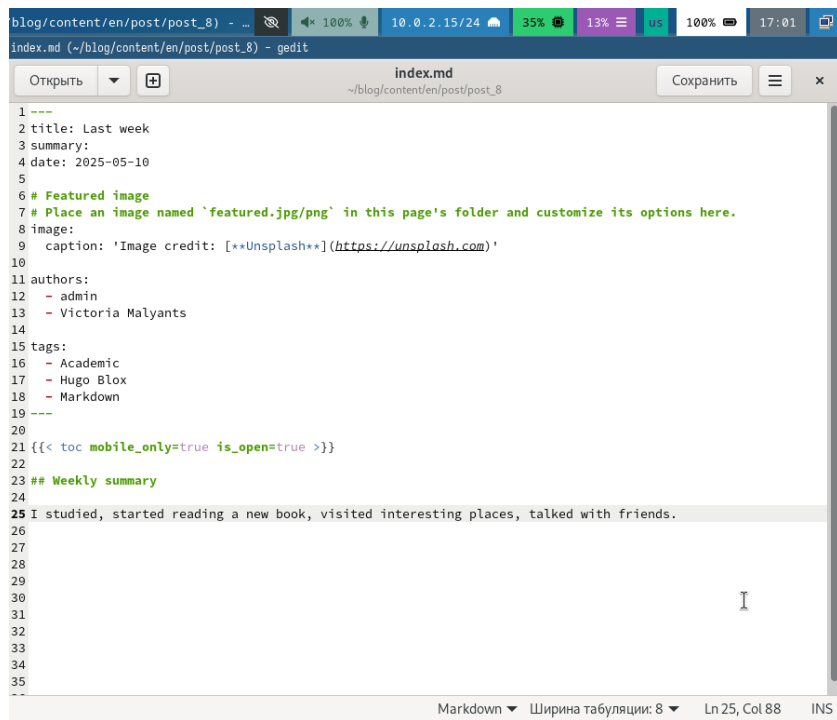 /blog/content/en/post/post_8) - … 100% 10.0.2.15/24 35% 13% us 100% 17:01
index.md (~/blog/content/en/post/post_8) - gedit
Открыть index.md Сохранить
~/blog/content/en/post/post_8
1 ---
2 title: Last week
3 summary:
4 date: 2025-05-10
5
6 # Featured image
7 # Place an image named `featured.jpg/png` in this page's folder and customize its options here.
8 image:
9   caption: 'Image credit: [**Unsplash**](https://unsplash.com)'
10
11 authors:
12   - admin
13   - Victoria Malyants
14
15 tags:
16   - Academic
17   - Hugo Blox
18   - Markdown
19 ---
20
21 {{< toc mobile_only=true is_open=true >}}
22
23 ## Weekly summary
24
25 I studied, started reading a new book, visited interesting places, talked with friends.
26
27
28
29
30
31
32
33
34
35
Markdown Ширина табуляции: 8 Ln 25, Col 88 INS